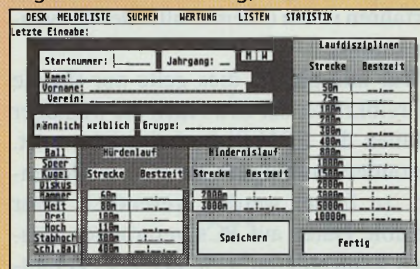 DESK MELDELISTE SUCHEN WERTUNG LISTEN STATISTIK
Letzte Eingabe:
Startnummer: Jahrgang: M W
Name:
Vorname:
Verein:
männlich weiblich Gruppe:
Laufdisziplinen
Strecke Bestzeit
50m
75m
100m
200m
300m
400m
800m
1000m
1500m
2000m
3000m
5000m
10000m
Ball
Speer
Kugel
Diskus
Hammer
Weit
Drei
Hoch
Stabhoch
Schl.Ball
Hürdenlauf
Strecke Bestzeit
60m
80m
100m
110m
300m
400m
Hindernislauf
Strecke Bestzeit
2000m
3000m
Speichern
Fertig